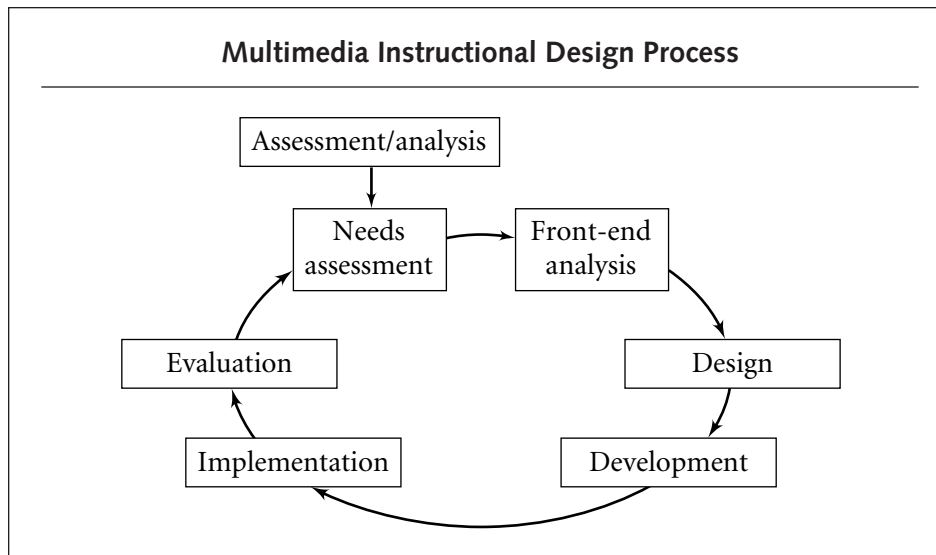 Multimedia Instructional Design Process
Assessment/analysis
Needs
assessment
Front-end
analysis
Evaluation
Design
Implementation
Development